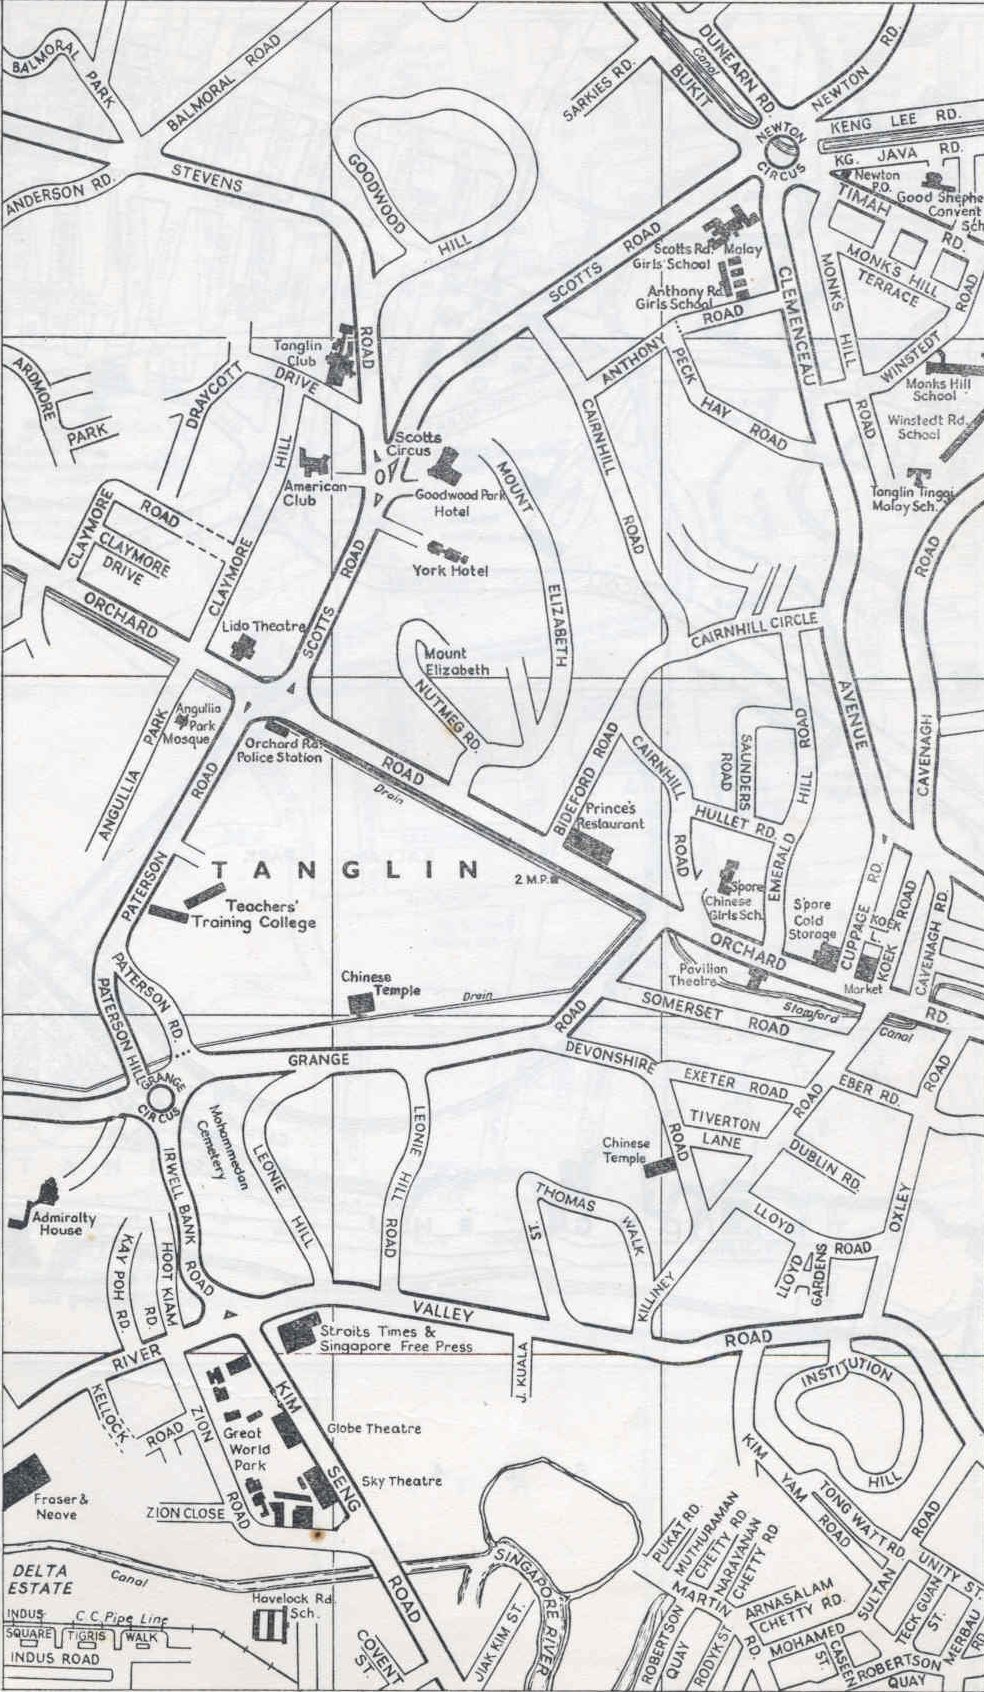 BALMORAL PARK
BALMORAL ROAD
SARKIES RD.
DUNEARN RD
Canal
BUKIT
NEWTON RD.
NEWTON CIRCUS
KENG LEE RD.
KG. JAVA RD.
Newton
P.O.
Good Shephe
Convent
Sch
TIMAH RD.
ANDERSON RD.
STEVENS
ROAD
GOODWOOD HILL
SCOTTS ROAD
Scotts Rd. Malay
Girls School
Anthony Rd.
Girls School
MONKS HILL
TERRACE
MONKS HILL ROAD
CLEMENCEAU
AVENUE
WINSTEDT ROAD
Monks Hill
School
Winstedt Rd.
School
Tanglin Tinggi
Malay Sch.
Tanglin
Club
DRAYCOTT
DRIVE
ARDMORE
PARK
ANTHONY ROAD
PECK HAY ROAD
CAIRNHILL ROAD
Scotts
Circus
American
Club
Goodwood Park
Hotel
MOUNT ELIZABETH
CLAYMORE ROAD
CLAYMORE
DRIVE
CLAYMORE HILL
York Hotel
SCOTTS ROAD
ORCHARD
Lido Theatre
Mount
Elizabeth
NUTMEG RD.
CAIRNHILL CIRCLE
CAVENAGH ROAD
Angullia
Park
Mosque
ANGULLIA PARK
Orchard Rd.
Police Station
ROAD
Drain
BIDEFORD ROAD
CAIRNHILL ROAD
SAUNDERS
ROAD
HULLET RD.
EMERALD HILL ROAD
Prince's
Restaurant
PATERSON ROAD
TANGLIN
2 M.P.
Teachers'
Training College
S'pore
Chinese
Girls Sch.
S'pore
Cold
Storage
CUPPAGE RD.
KOEK
KOEK ROAD
CAVENAGH RD
Market
ORCHARD
RD.
Pavilion
Theatre
Stamford
Canal
PATERSON RD.
PATERSON HILL
Chinese
Temple
Drain
GRANGE
ROAD
SOMERSET ROAD
GRANGE
CIRCUS
DEVONSHIRE
ROAD
EXETER ROAD
EBER RD.
ROAD
TIVERTON
LANE
DUBLIN RD.
Chinese
Temple
Mohammedan
Cemetery
LEONIE HILL
LEONIE HILL ROAD
IRWELL BANK ROAD
Admiralty
House
KAY POH RD.
HOOT KIAM
RD.
ST THOMAS WALK
KILLINEY
ROAD
LLOYD ROAD
LLOYD
GARDENS
OXLEY
ROAD
RIVER
VALLEY
ROAD
Straits Times &
Singapore Free Press
J. KUALA
INSTITUTION HILL
KELLOCK
ROAD
ZION
ROAD
KIM SENG
ROAD
Great
World
Park
Globe Theatre
Sky Theatre
Fraser &
Neave
ZION CLOSE
KIM YAM ROAD
TONG WATT RD
SULTAN
ROAD
UNITY ST.
DELTA
ESTATE
Canal
SINGAPORE RIVER
PUKAT RD.
MUTHURAMAN
CHETTY RD
NARAYANAN
CHETTY RD
MARTIN
RD.
ARNASALAM
CHETTY RD.
TECK GUAN
ST.
MERBAU
RD.
INDUS
SQUARE
C.C. Pipe Line
TIGRIS
WALK
INDUS ROAD
Havelock Rd.
Sch.
COVENT
ST.
JIAK KIM ST.
ROBERTSON
QUAY
RODYK ST
MOHAMED
ST.
CASEEN
ROBERTSON
QUAY